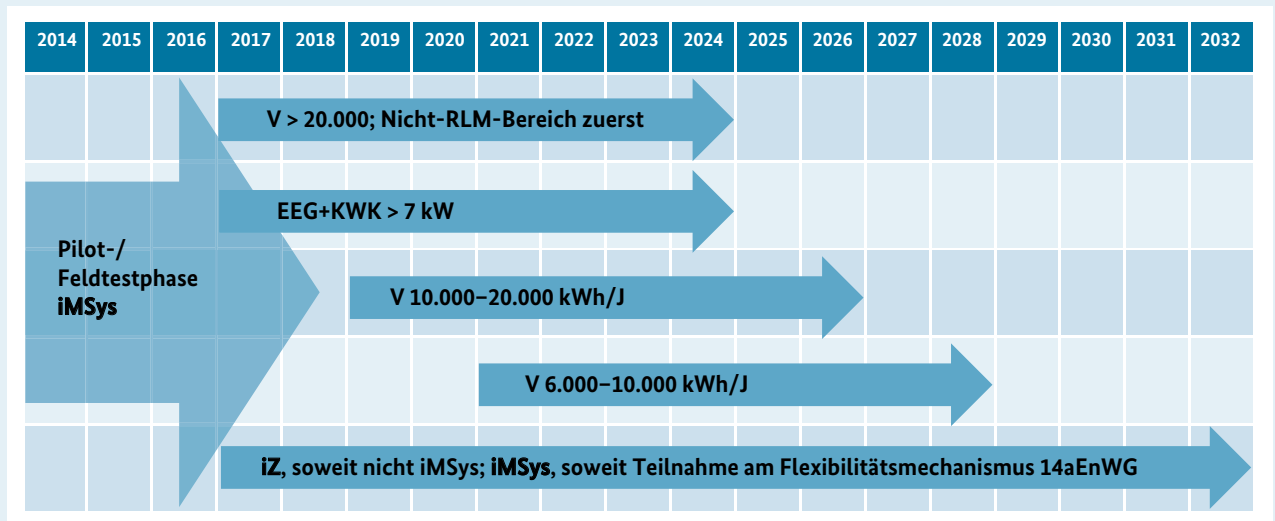 2014 2015 2016 2017 2018 2019 2020 2021 2022 2023 2024 2025 2026 2027 2028 2029 2030 2031 2032
V > 20.000; Nicht-RLM-Bereich zuerst
EEG+KWK > 7 kW
Pilot-/
Feldtestphase
iMSys
V 10.000–20.000 kWh/J
V 6.000–10.000 kWh/J
iZ, soweit nicht iMSys; iMSys, soweit Teilnahme am Flexibilitätsmechanismus 14aEnWG